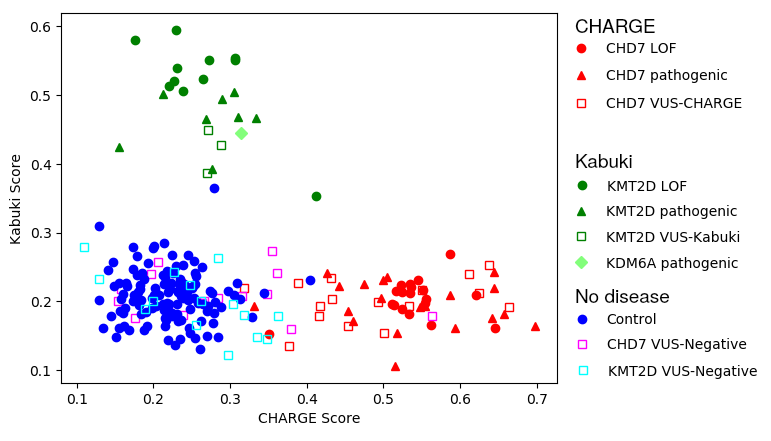 0.6
0.5
0.4
0.3
0.2
0.1
Kabuki Score
0.1 0.2 0.3 0.4 0.5 0.6 0.7
CHARGE Score
CHARGE
CHD7 LOF
CHD7 pathogenic
CHD7 VUS-CHARGE
Kabuki
KMT2D LOF
KMT2D pathogenic
KMT2D VUS-Kabuki
KDM6A pathogenic
No disease
Control
CHD7 VUS-Negative
KMT2D VUS-Negative